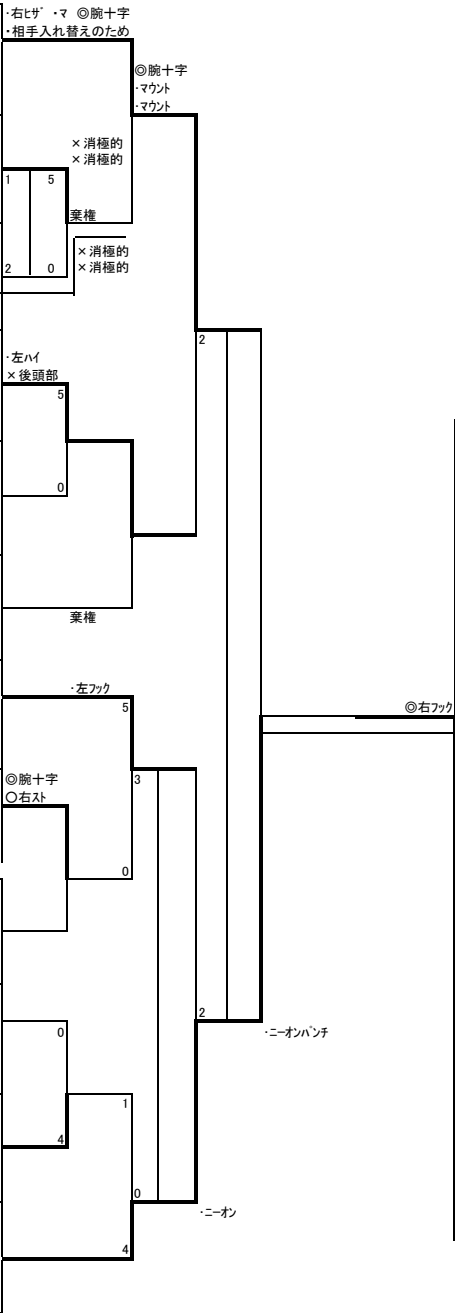 ・右ヒザ ・マ ◎腕十字
・相手入れ替えのため
◎腕十字
・マウント
・マウント
×消極的
×消極的
1 5
棄権
×消極的
×消極的
2 0
2
・左ハイ
×後頭部
5
0
棄権
・左フック
5
◎右フック
3
◎腕十字
○右スト
0
2
0
・ニーオンパンチ
1
4
0
・ニーオン
4